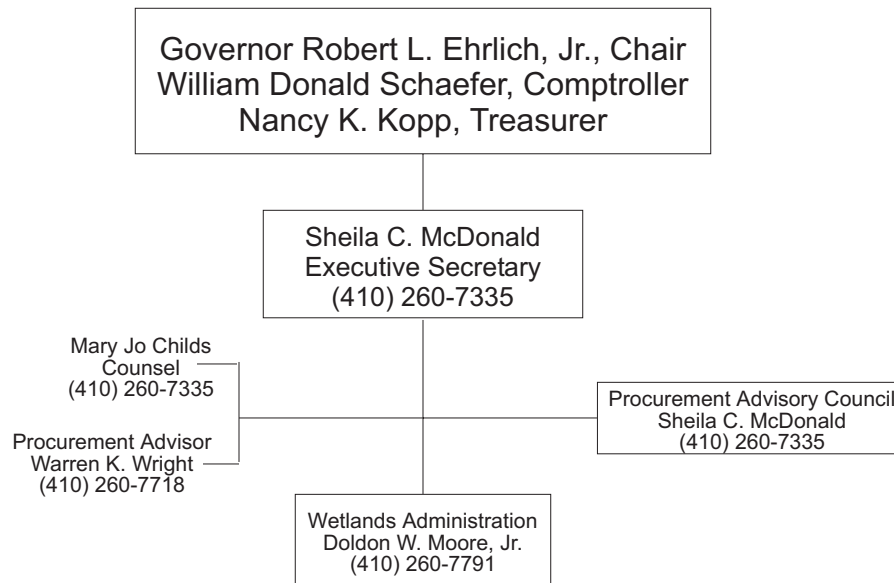 Governor Robert L. Ehrlich, Jr., Chair
William Donald Schaefer, Comptroller
Nancy K. Kopp, Treasurer
Sheila C. McDonald
Executive Secretary
(410) 260-7335
Mary Jo Childs
Counsel
(410) 260-7335
Procurement Advisor
Warren K. Wright
(410) 260-7718
Procurement Advisory Council
Sheila C. McDonald
(410) 260-7335
Wetlands Administration
Doldon W. Moore, Jr.
(410) 260-7791